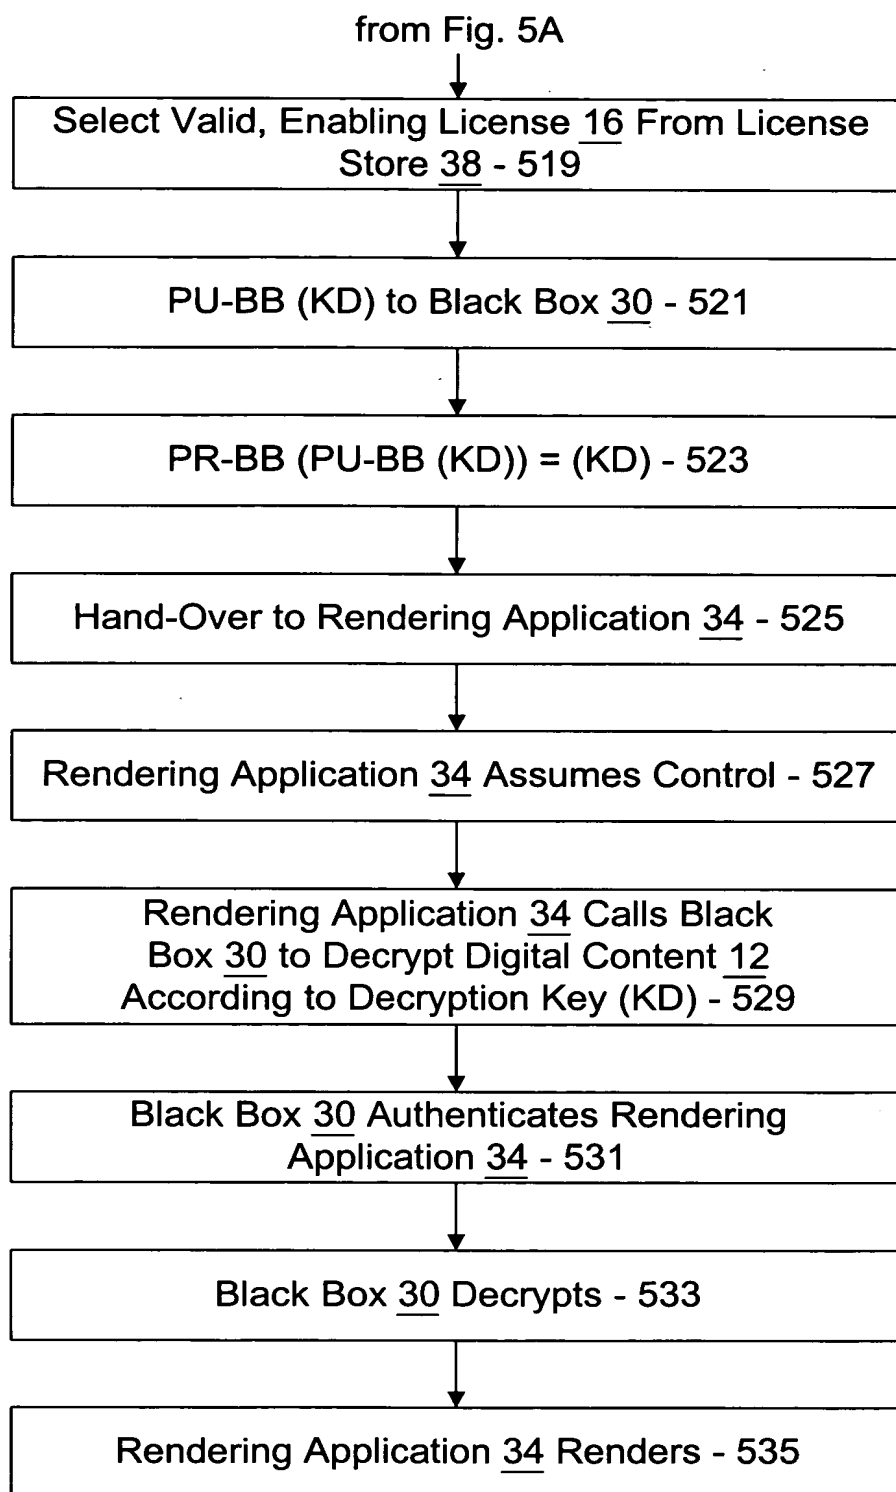 from Fig. 5A
Select Valid, Enabling License 16 From License
Store 38 - 519
PU-BB (KD) to Black Box 30 - 521
PR-BB (PU-BB (KD)) = (KD) - 523
Hand-Over to Rendering Application 34 - 525
Rendering Application 34 Assumes Control - 527
Rendering Application 34 Calls Black
Box 30 to Decrypt Digital Content 12
According to Decryption Key (KD) - 529
Black Box 30 Authenticates Rendering
Application 34 - 531
Black Box 30 Decrypts - 533
Rendering Application 34 Renders - 535